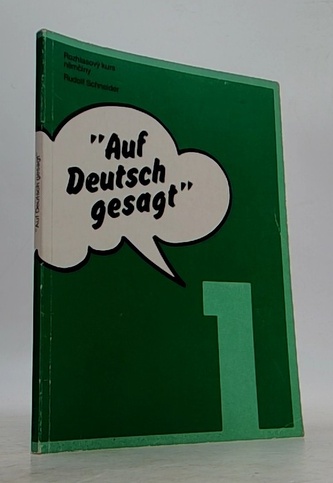 Rozhlasový kurs
němčiny
Rudolf Schneider
"Auf
Deutsch
gesagt"
1
"Auf Deutsch gesagt"